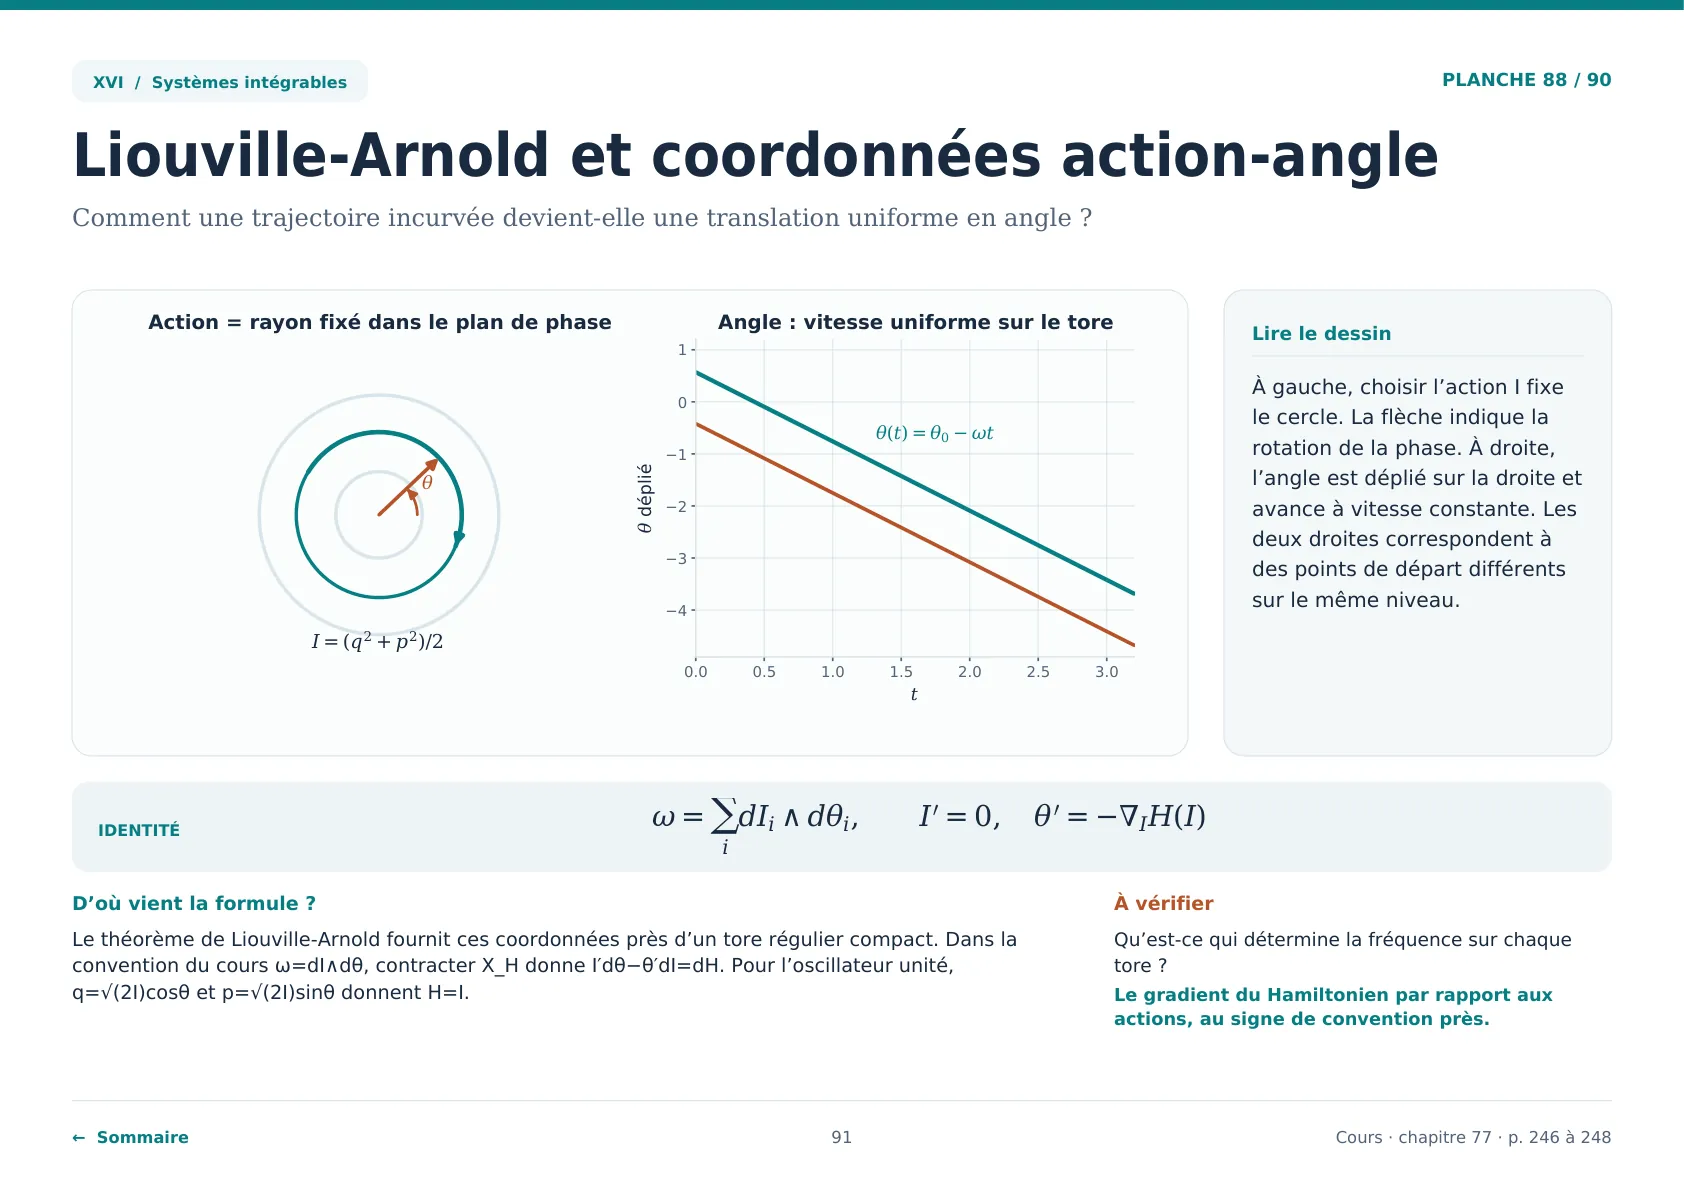 XVI / Systèmes intégrables
PLANCHE 88 / 90
Liouville-Arnold et coordonnées action-angle
Comment une trajectoire incurvée devient-elle une translation uniforme en angle ?
Action = rayon fixé dans le plan de phase
θ
I = (q² + p²)/2
Angle : vitesse uniforme sur le tore
1
0
−1
−2
−3
−4
θ déplié
θ(t) = θ₀ − ωt
0.0 0.5 1.0 1.5 2.0 2.5 3.0
t
Lire le dessin
À gauche, choisir l’action I fixe
le cercle. La flèche indique la
rotation de la phase. À droite,
l’angle est déplié sur la droite et
avance à vitesse constante. Les
deux droites correspondent à
des points de départ différents
sur le même niveau.
IDENTITÉ
ω = ∑ᵢ dIᵢ ∧ dθᵢ, I′ = 0, θ′ = −∇_I H(I)
D’où vient la formule ?
Le théorème de Liouville-Arnold fournit ces coordonnées près d’un tore régulier compact. Dans la
convention du cours ω=dI∧dθ, contracter X_H donne I′dθ−θ′dI=dH. Pour l’oscillateur unité,
q=√(2I)cosθ et p=√(2I)sinθ donnent H=I.
À vérifier
Qu’est-ce qui détermine la fréquence sur chaque
tore ?
Le gradient du Hamiltonien par rapport aux
actions, au signe de convention près.
← Sommaire
91
Cours · chapitre 77 · p. 246 à 248